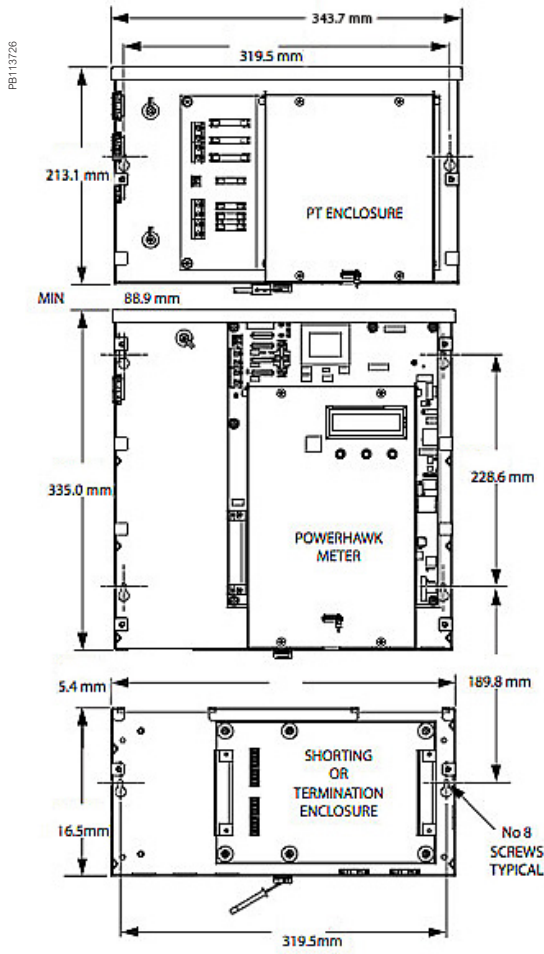 PB113726
343.7 mm
319.5 mm
213.1 mm
PT ENCLOSURE
MIN
88.9 mm
335.0 mm
228.6 mm
POWERHAWK
METER
5.4 mm
189.8 mm
SHORTING
OR
TERMINATION
ENCLOSURE
16.5mm
No 8
SCREWS
TYPICAL
319.5mm